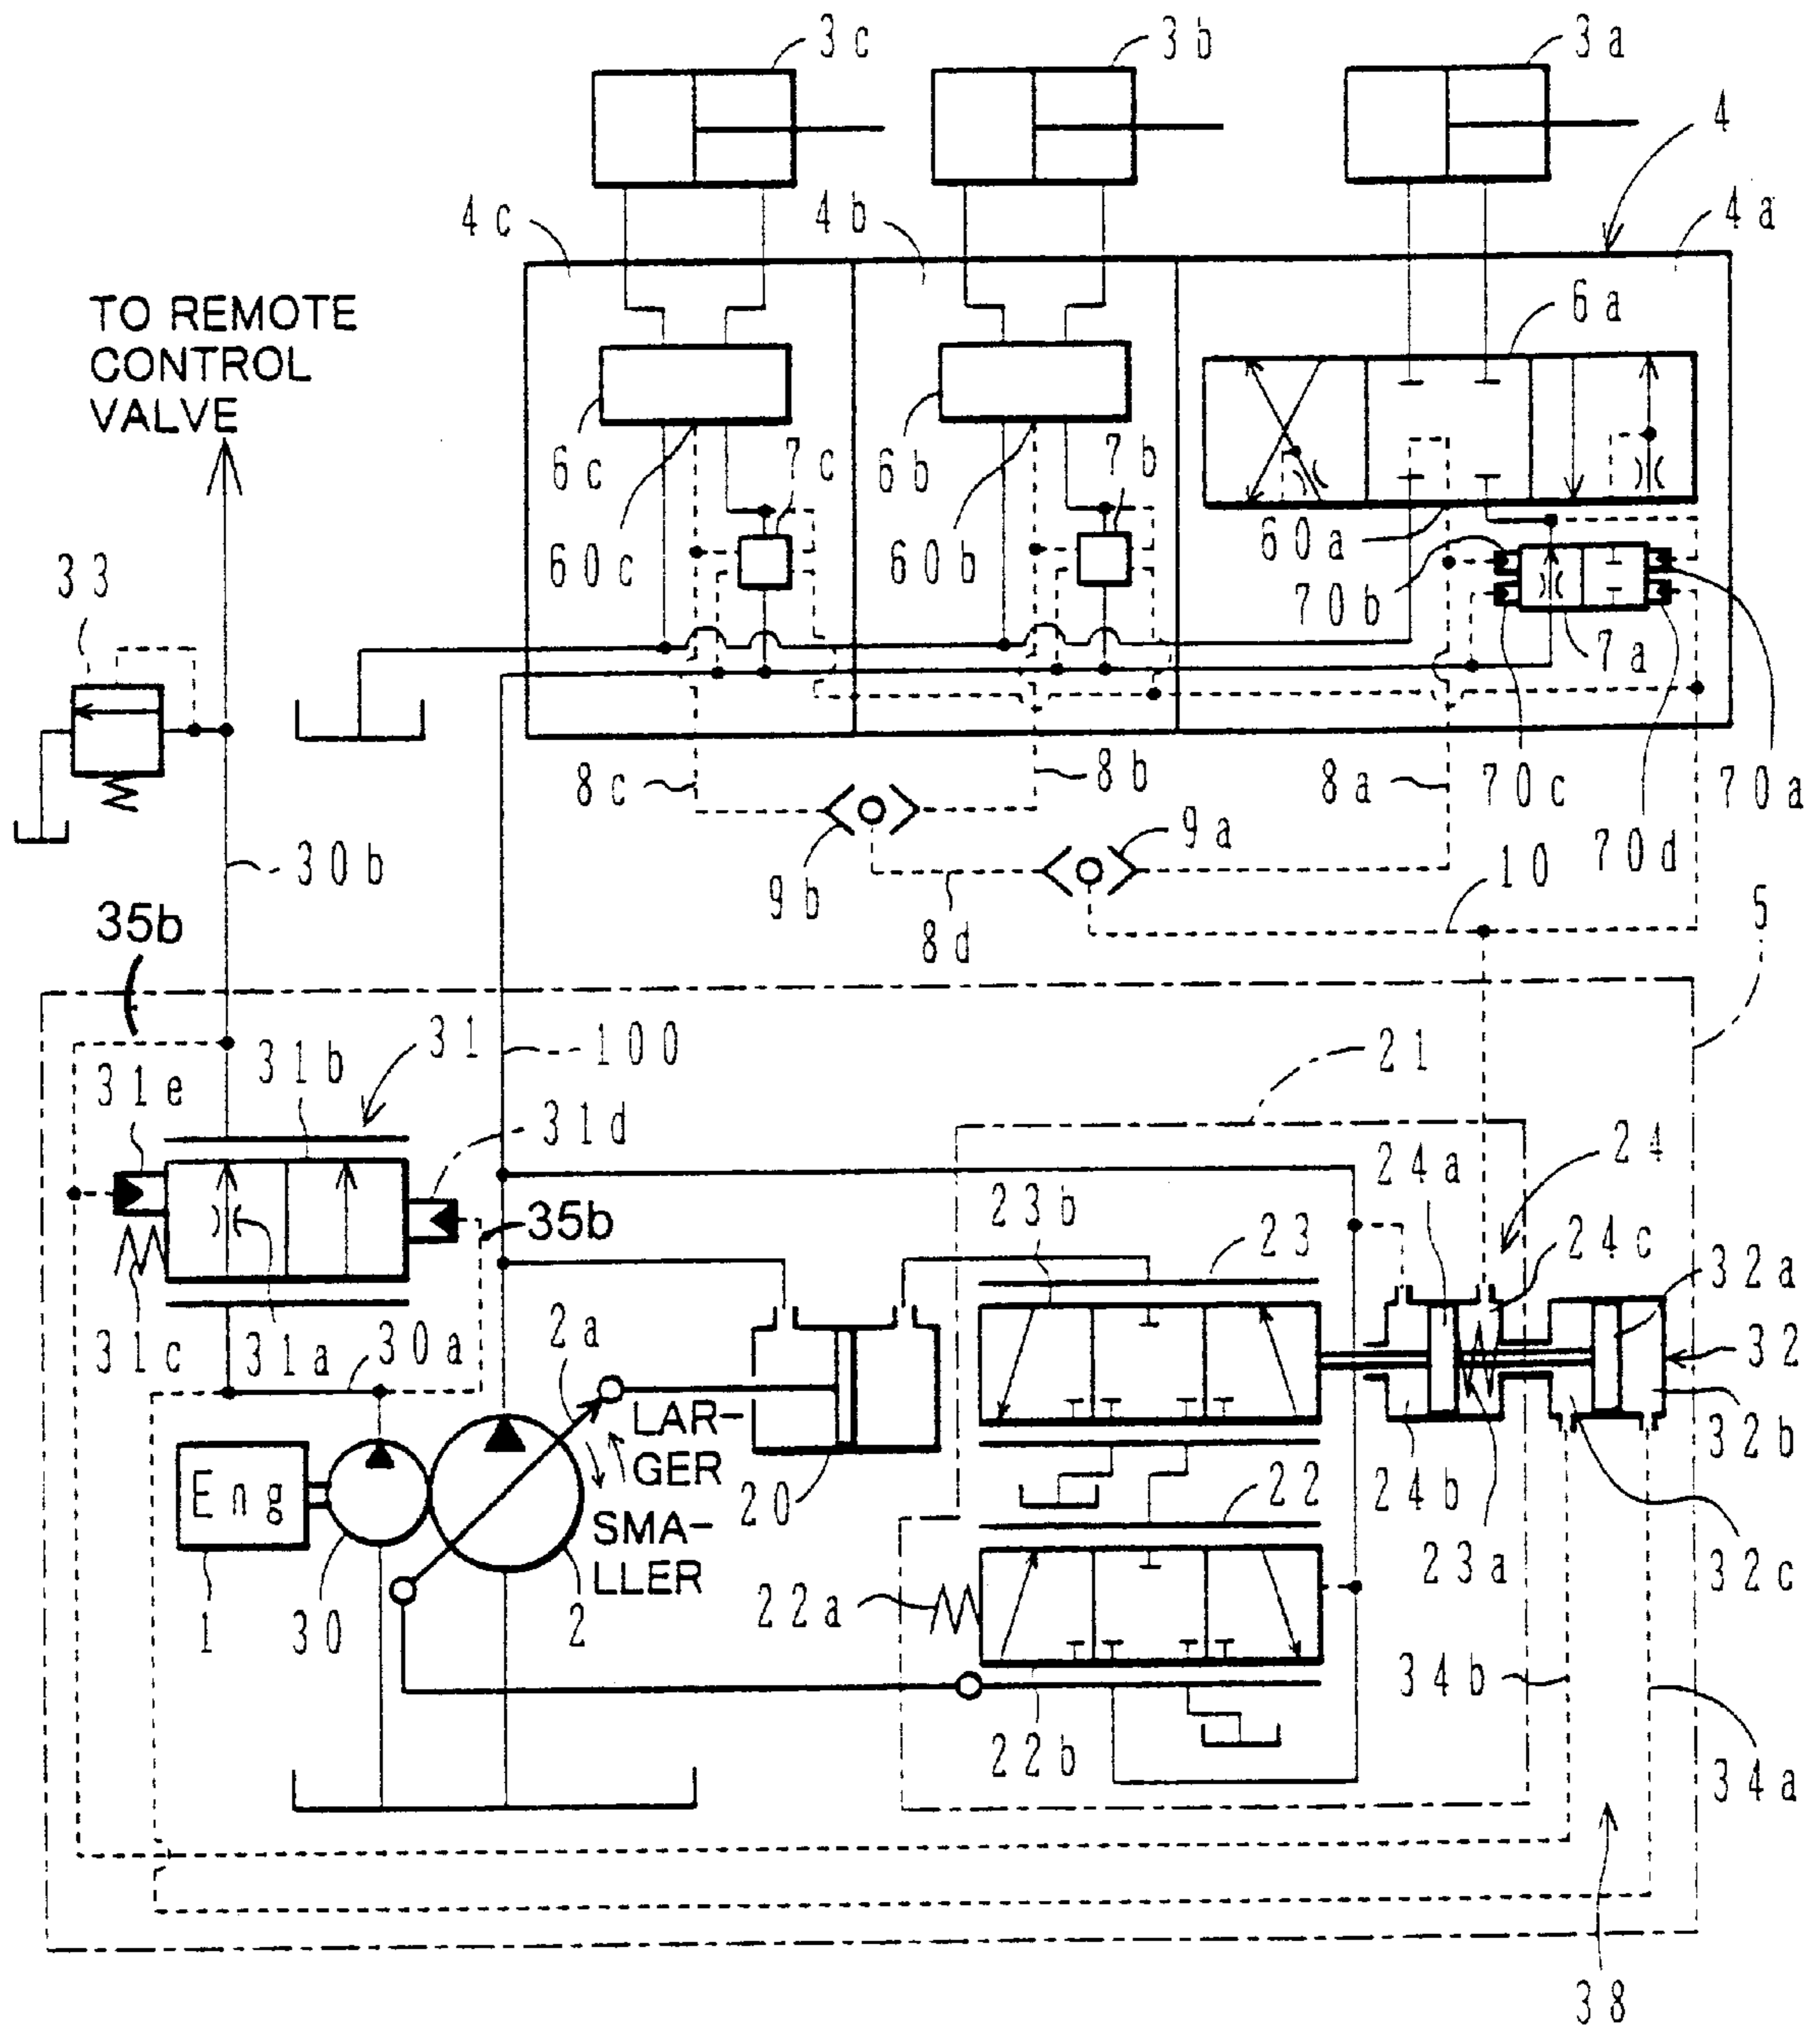 3c
3b
3a
4
4c
4b
4a
TO REMOTE
CONTROL
VALVE
6a
6c
7c
6b
7b
60c
60b
60a
70b
33
7a
8c
8b
8a
70c
70a
9b
9a
70d
30b
10
8d
5
35b
31e
31b
31
100
21
31d
24a
24
35b
23b
23
24c
32a
31c
31a
30a
2a
32
LAR-
GER
32b
Eng
20
22
24b
SMA-
LLER
23a
32c
22a
1
30
2
34b
22b
34a
38